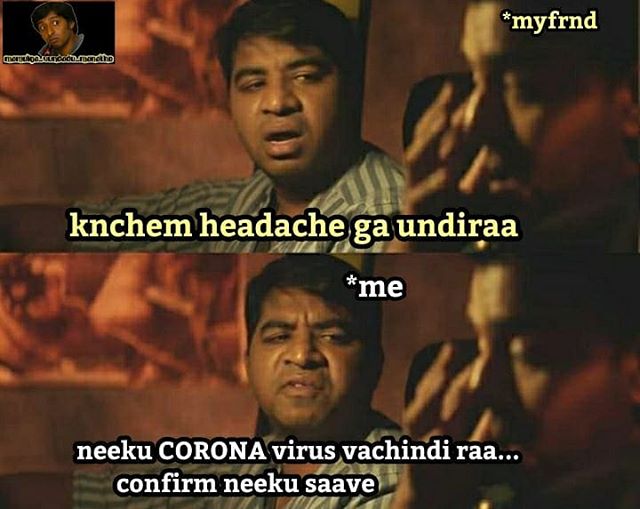 *myfrnd
knchem headache ga undiraa
*me
neeku CORONA virus vachindi raa...
confirm neeku saave